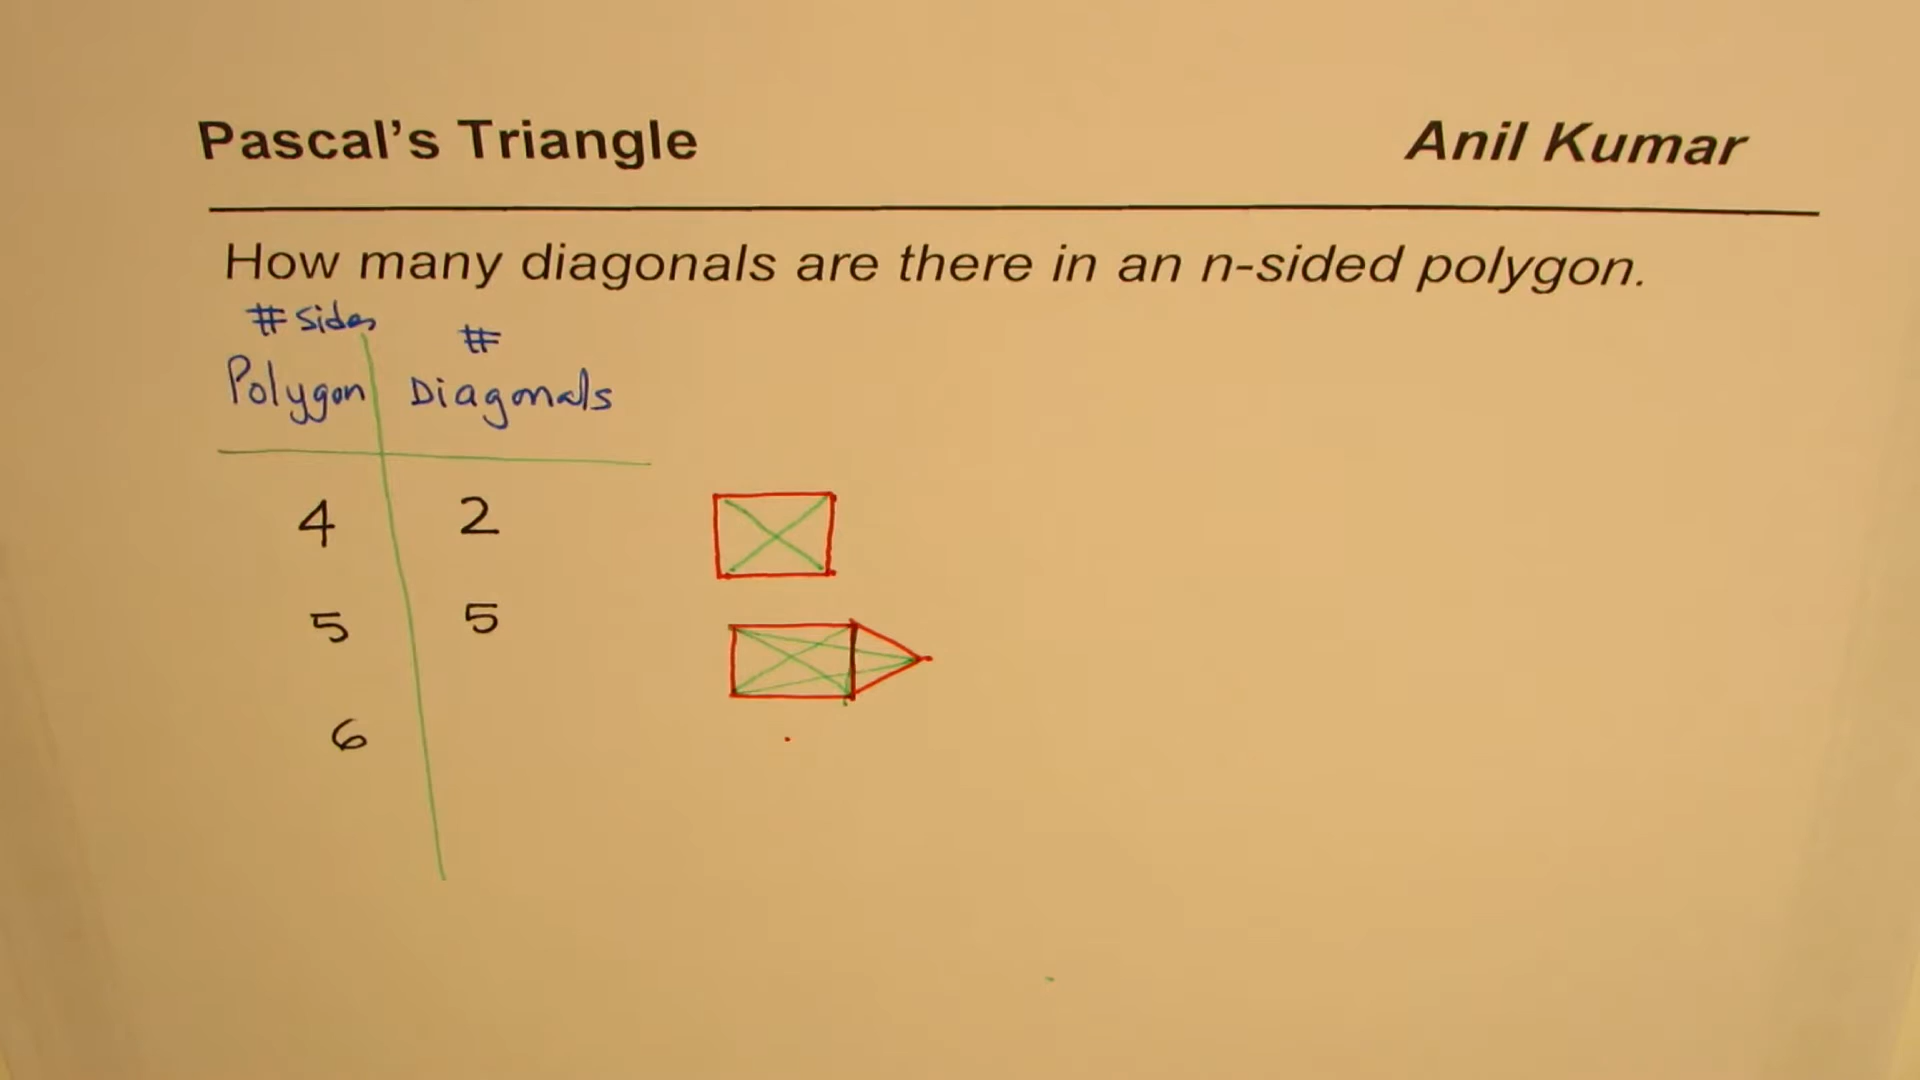 Pascal's Triangle Anil Kumar
How many diagonals are there in an n-sided polygon.
# Sides #
Polygon Diagonals
4 2
5 5
6